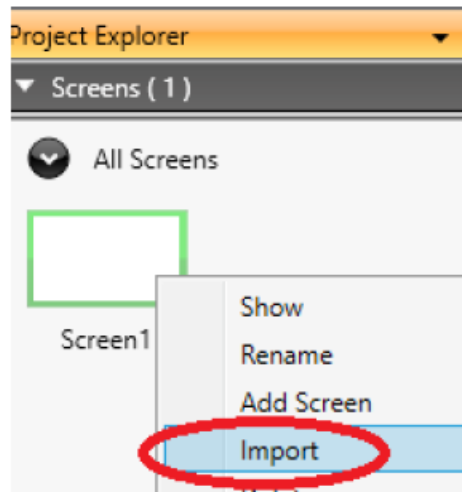 Project Explorer
Screens ( 1 )
All Screens
Screen1
Show
Rename
Add Screen
Import